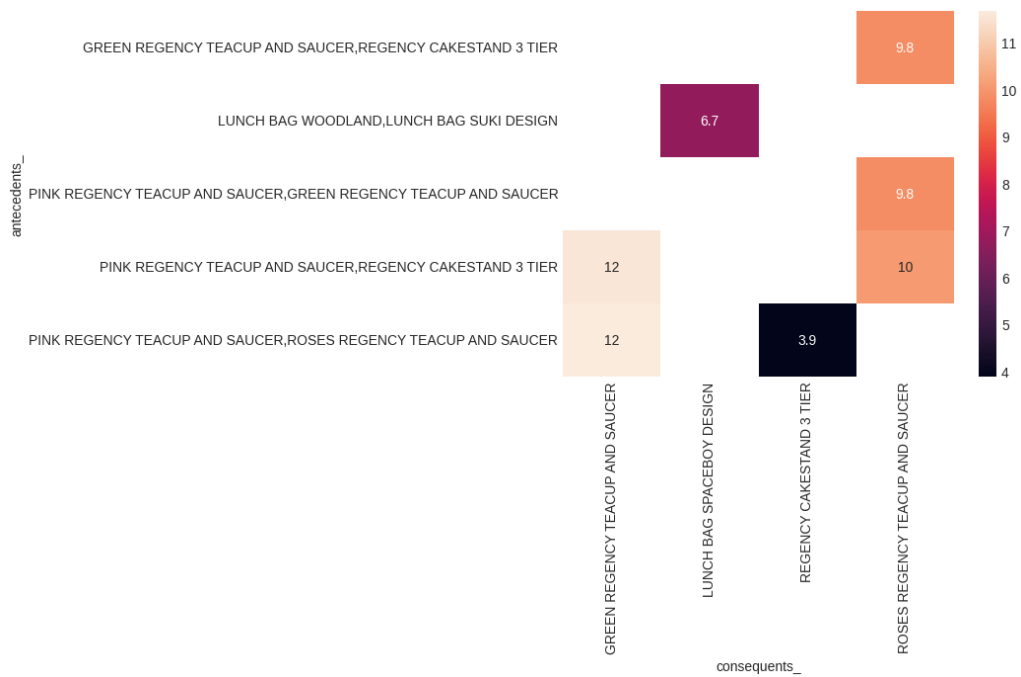 GREEN REGENCY TEACUP AND SAUCER,REGENCY CAKESTAND 3 TIER
9.8
LUNCH BAG WOODLAND,LUNCH BAG SUKI DESIGN
6.7
PINK REGENCY TEACUP AND SAUCER,GREEN REGENCY TEACUP AND SAUCER
9.8
PINK REGENCY TEACUP AND SAUCER,REGENCY CAKESTAND 3 TIER
12
10
PINK REGENCY TEACUP AND SAUCER,ROSES REGENCY TEACUP AND SAUCER
12
3.9
antecedents_
GREEN REGENCY TEACUP AND SAUCER
LUNCH BAG SPACEBOY DESIGN
REGENCY CAKESTAND 3 TIER
ROSES REGENCY TEACUP AND SAUCER
consequents_
11
10
9
8
7
6
5
4